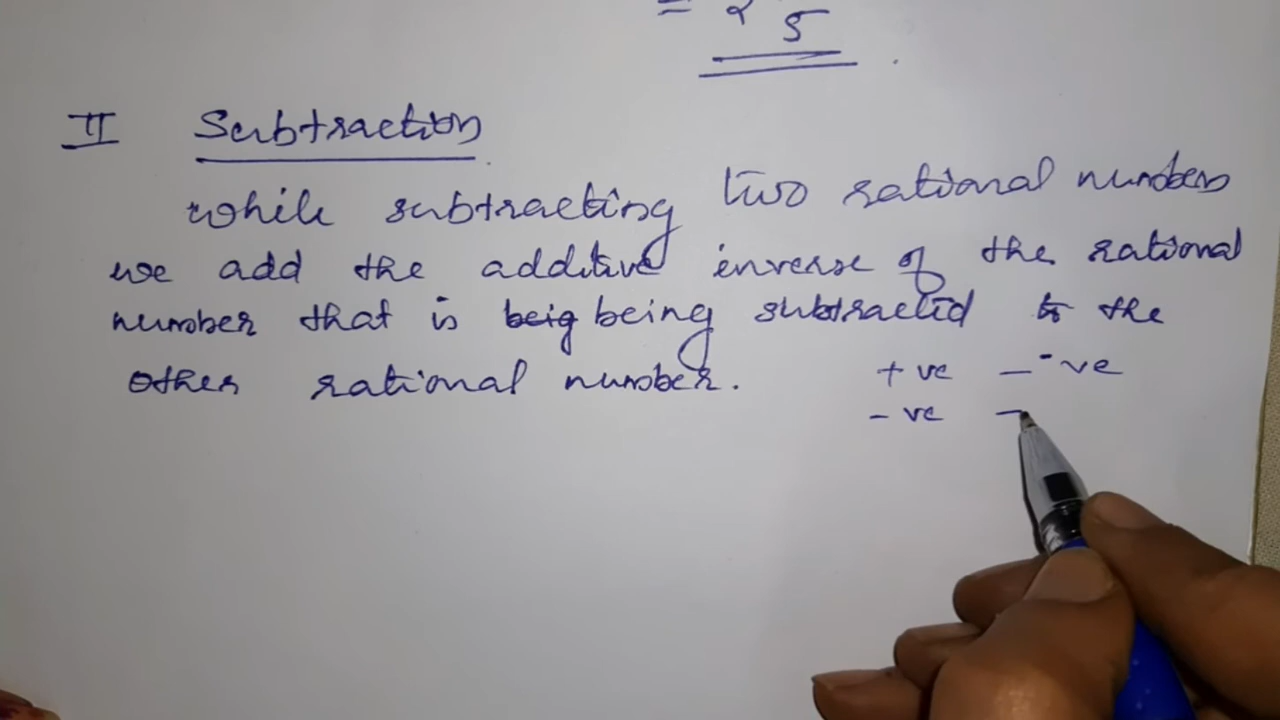 = 2
5
II Subtraction
while subtracting two rational numbers
we add the additive inverse of the rational
number that is beig being subtracted to the
other rational number.
+ve — -ve
-ve —